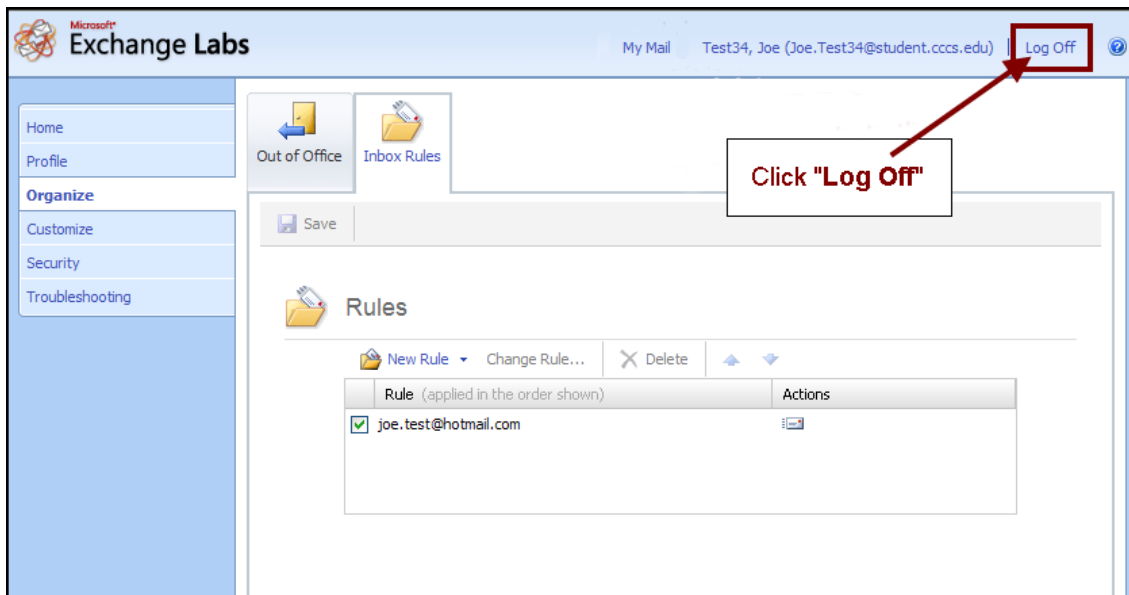 Microsoft
Exchange Labs
My Mail Test34, Joe (Joe.Test34@student.cccs.edu) | Log Off
Home
Profile
Organize
Customize
Security
Troubleshooting
Out of Office Inbox Rules
Click "Log Off"
Save
Rules
New Rule Change Rule... Delete
Rule (applied in the order shown) Actions
joe.test@hotmail.com